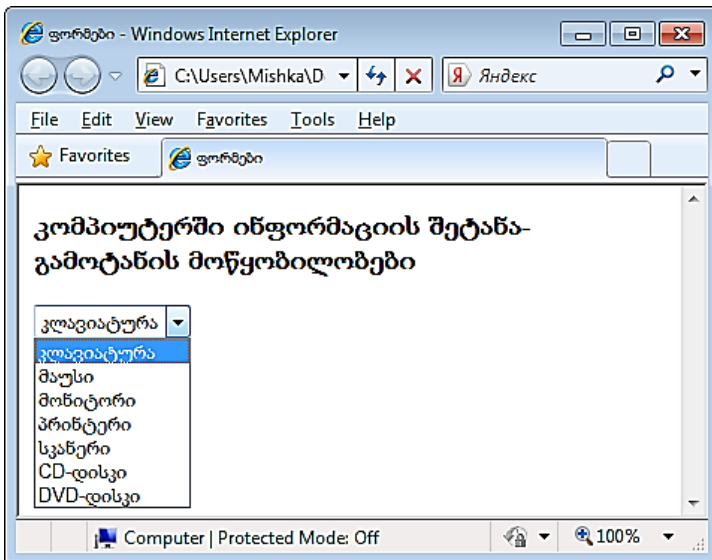 ფორმები - Windows Internet Explorer
C:\Users\Mishka\D
Яндекс
File Edit View Favorites Tools Help
Favorites
ფორმები
კომპიუტერში ინფორმაციის შეტანა-
გამოტანის მოწყობილობები
კლავიატურა
კლავიატურა
მაუსი
მონიტორი
პრინტერი
სკანერი
CD-დისკი
DVD-დისკი
Computer | Protected Mode: Off
100%